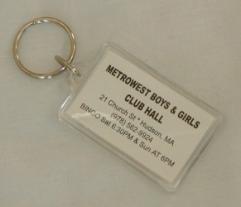 METROWEST BOYS & GIRLS
CLUB HALL
21 Church St * Hudson, MA
(978) 562-9924
BINGO Sat 6:30PM & Sun AT 6PM